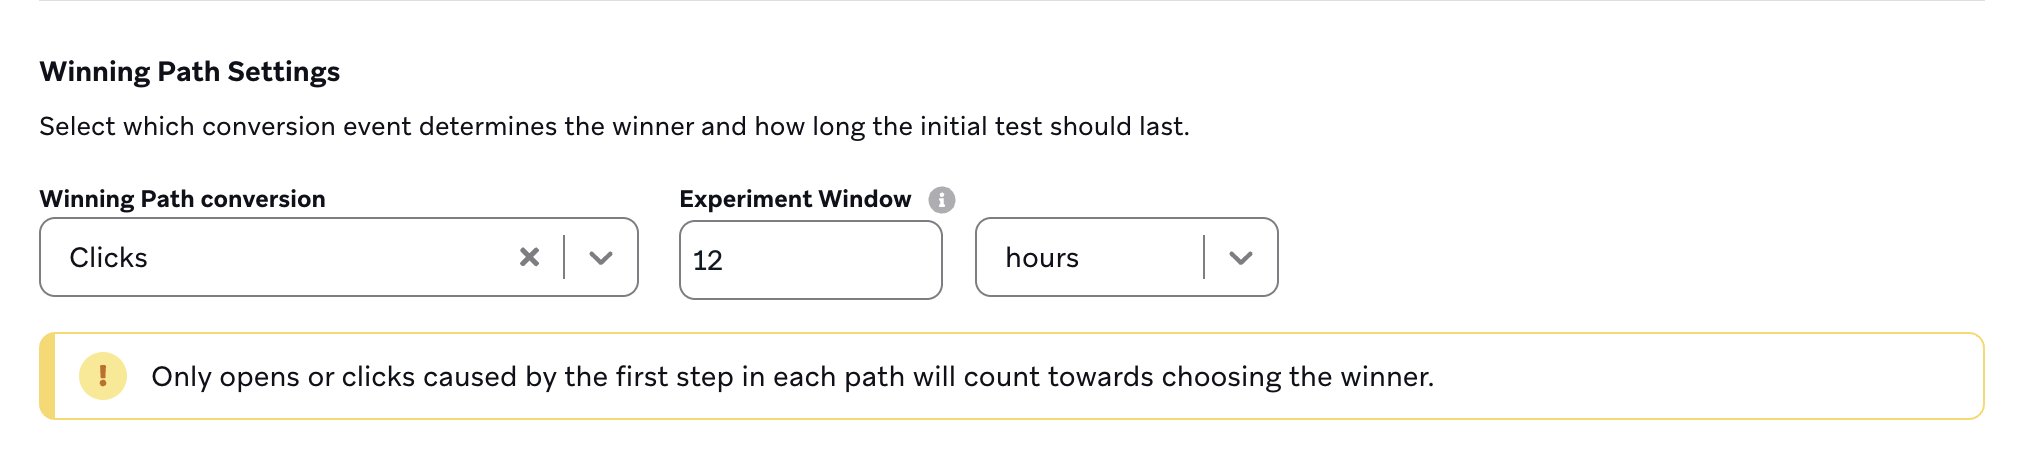 Winning Path Settings
Select which conversion event determines the winner and how long the initial test should last.
Winning Path conversion
Experiment Window
Clicks
12
hours
Only opens or clicks caused by the first step in each path will count towards choosing the winner.